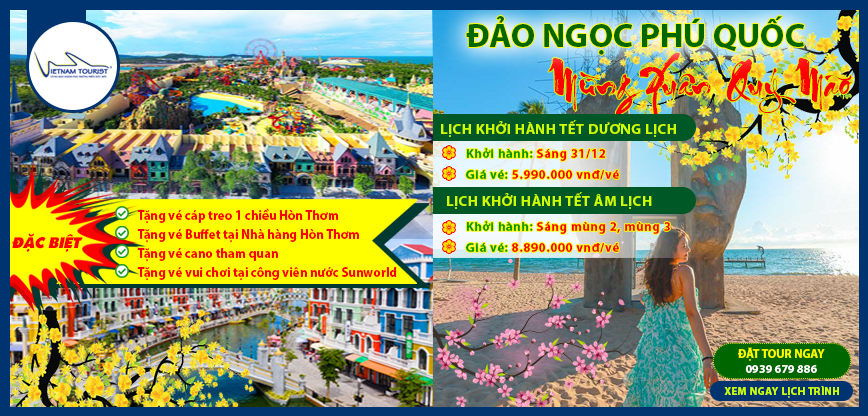 VIETNAM TOURIST
ĐẢO NGỌC PHÚ QUỐC
Mừng Xuân Quý Mão
LỊCH KHỞI HÀNH TẾT DƯƠNG LỊCH
Khởi hành: Sáng 31/12
Giá vé: 5.990.000 vnđ/vé
LỊCH KHỞI HÀNH TẾT ÂM LỊCH
Khởi hành: Sáng mùng 2, mùng 3
Giá vé: 8.890.000 vnđ/vé
ĐẶC BIỆT
Tặng vé cáp treo 1 chiều Hòn Thơm
Tặng vé Buffet tại Nhà hàng Hòn Thơm
Tặng vé cano tham quan
Tặng vé vui chơi tại công viên nước Sunworld
ĐẶT TOUR NGAY
0939 679 886
XEM NGAY LỊCH TRÌNH